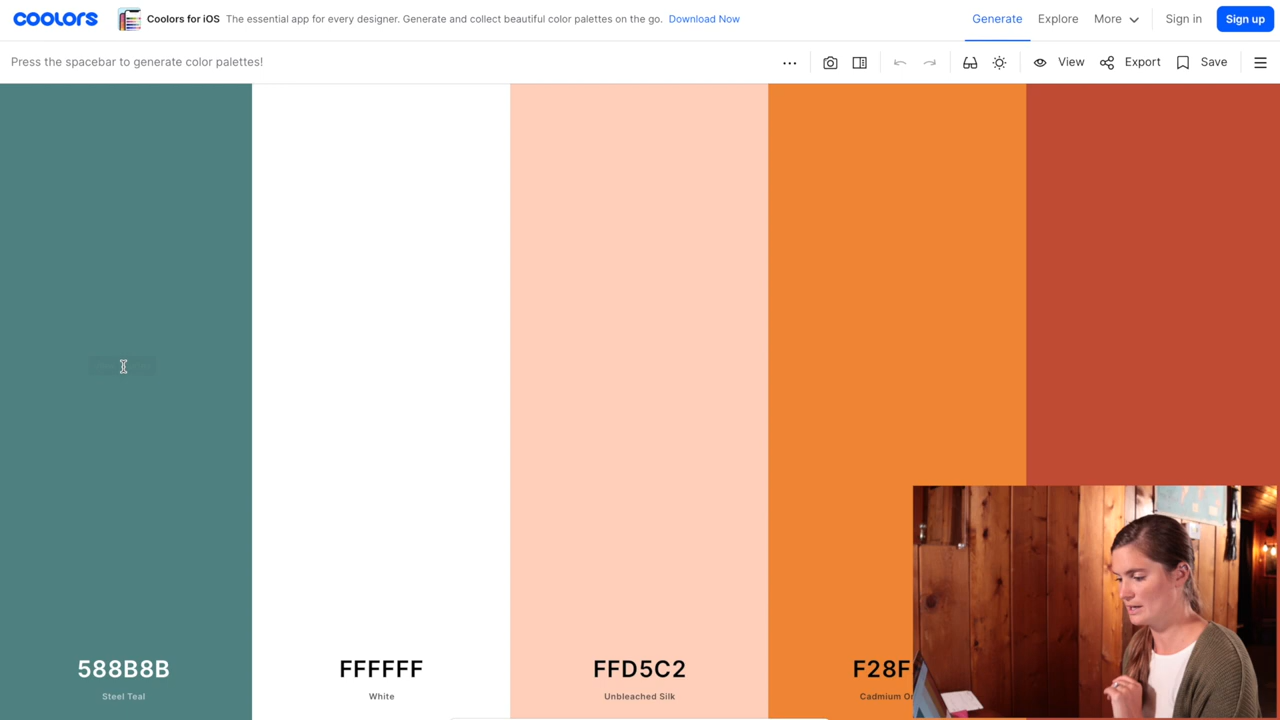 coolors
Coolors for iOS The essential app for every designer. Generate and collect beautiful color palettes on the go. Download Now
Generate Explore More Sign in Sign up
Press the spacebar to generate color palettes!
View Export Save
588B8B FFFFFF FFD5C2 F28F
Steel Teal White Unbleached Silk Cadmium